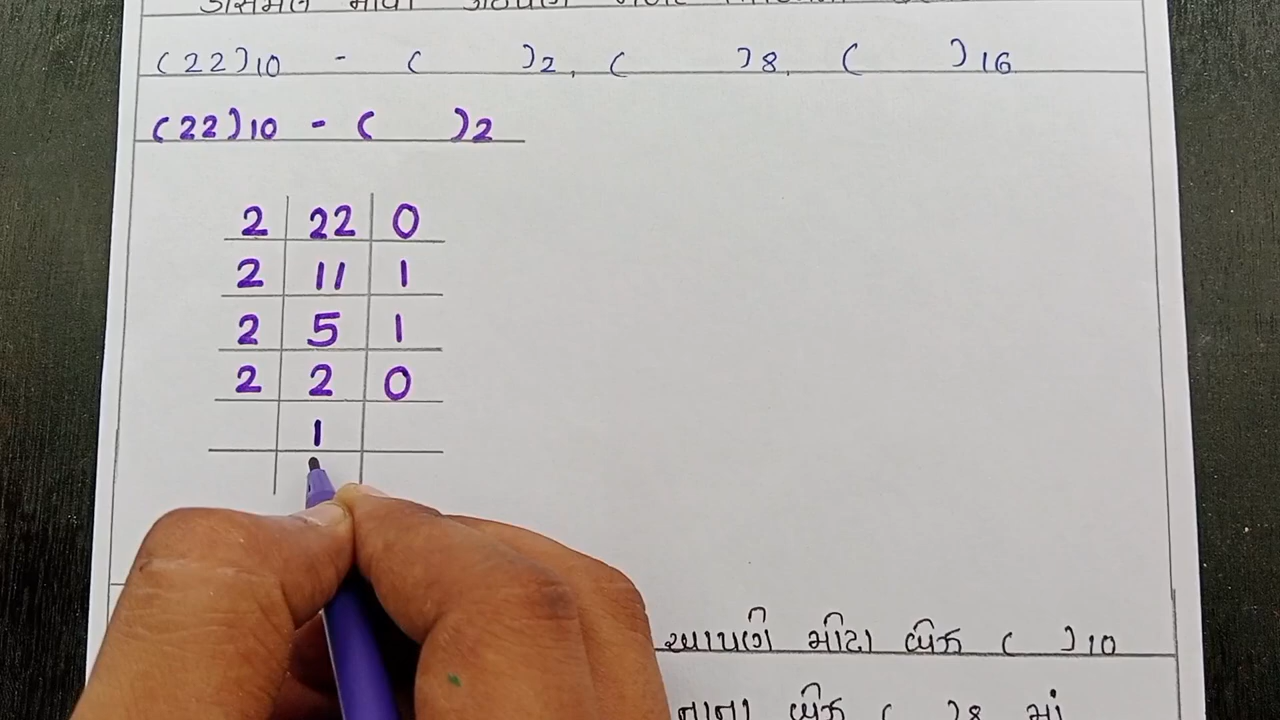 (22)10 - ( )2, ( )8, ( )16
(22)10 - ( )2
2 22 0
2 11 1
2 5 1
2 2 0
1
આપણે મોટા બેઝ ( )10
નાના બેઝ ( )8 માં